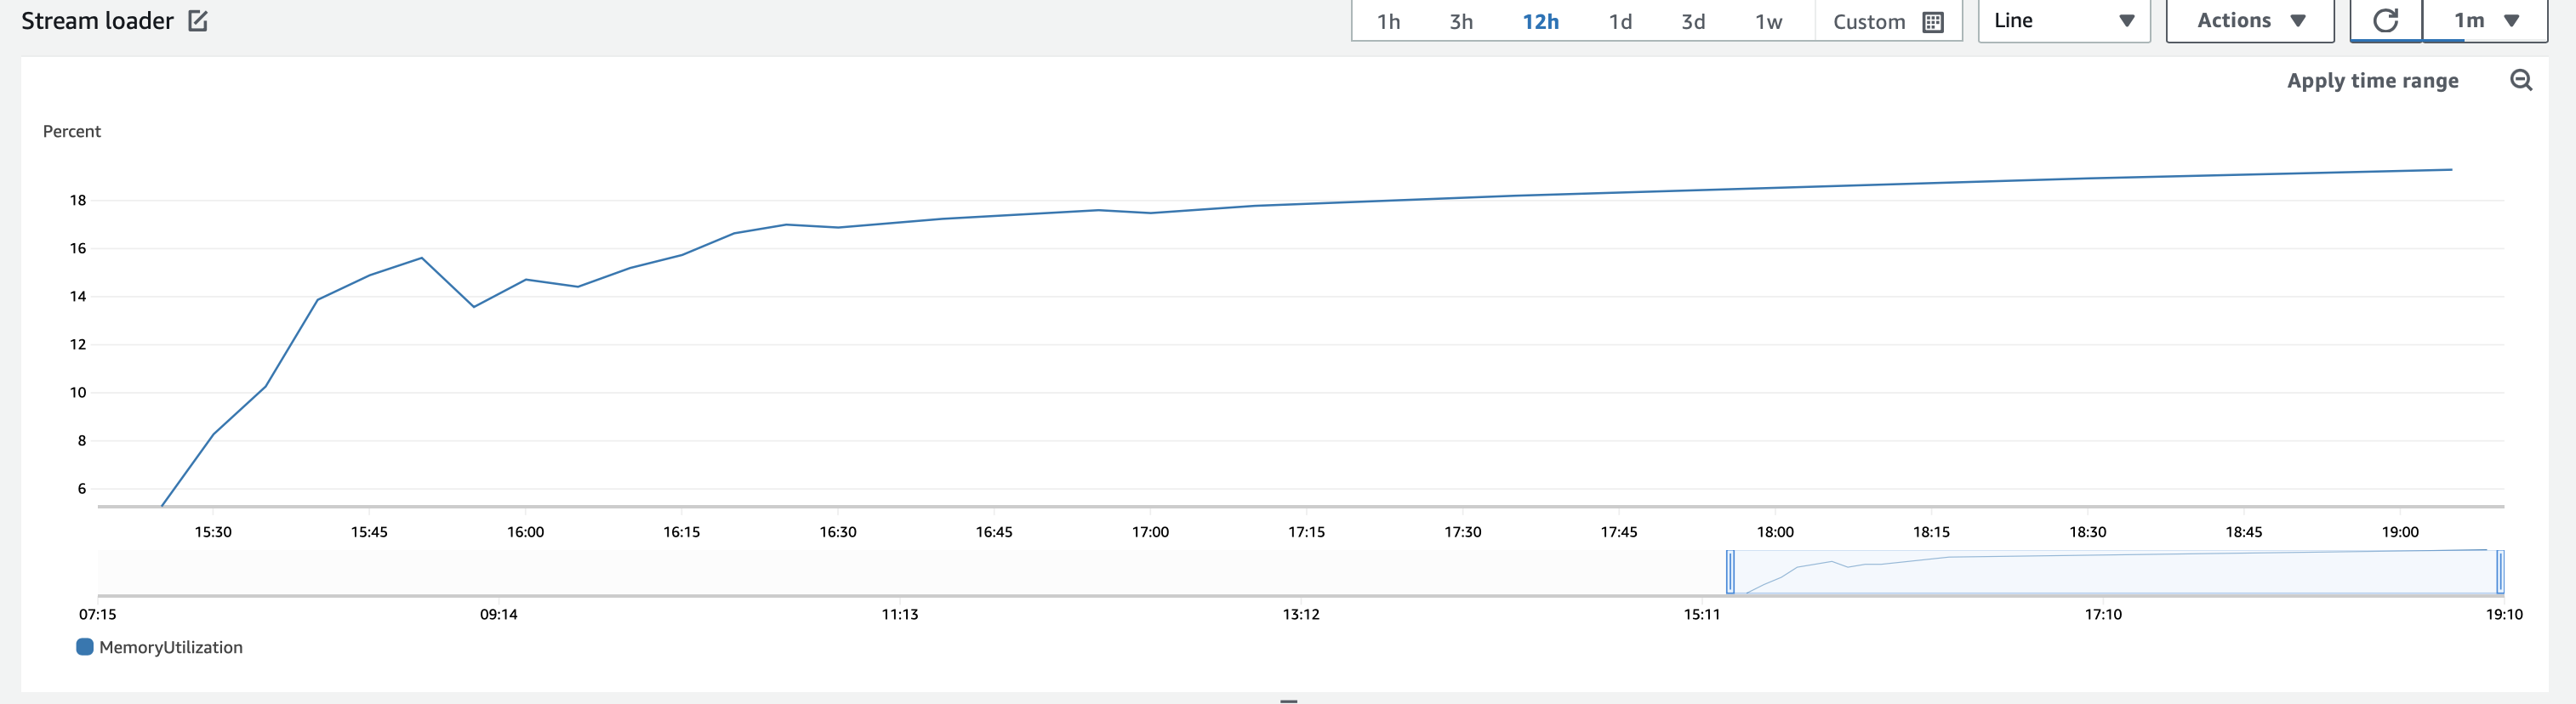 Stream loader
1h 3h 12h 1d 3d 1w Custom Line Actions 1m
Apply time range
Percent
18
16
14
12
10
8
6
15:30 15:45 16:00 16:15 16:30 16:45 17:00 17:15 17:30 17:45 18:00 18:15 18:30 18:45 19:00
07:15 09:14 11:13 13:12 15:11 17:10 19:10
MemoryUtilization